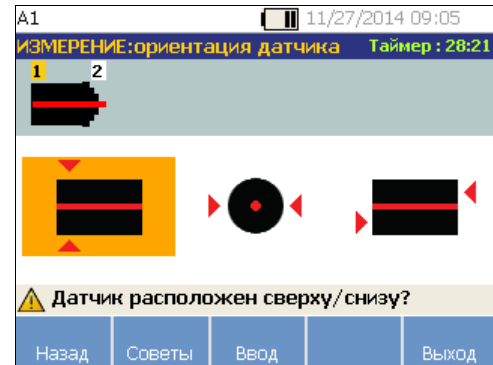 A1 11/27/2014 09:05
ИЗМЕРЕНИЕ:ориентация датчика Таймер : 28:21
1 2
Датчик расположен сверху/снизу?
Назад Советы Ввод Выход